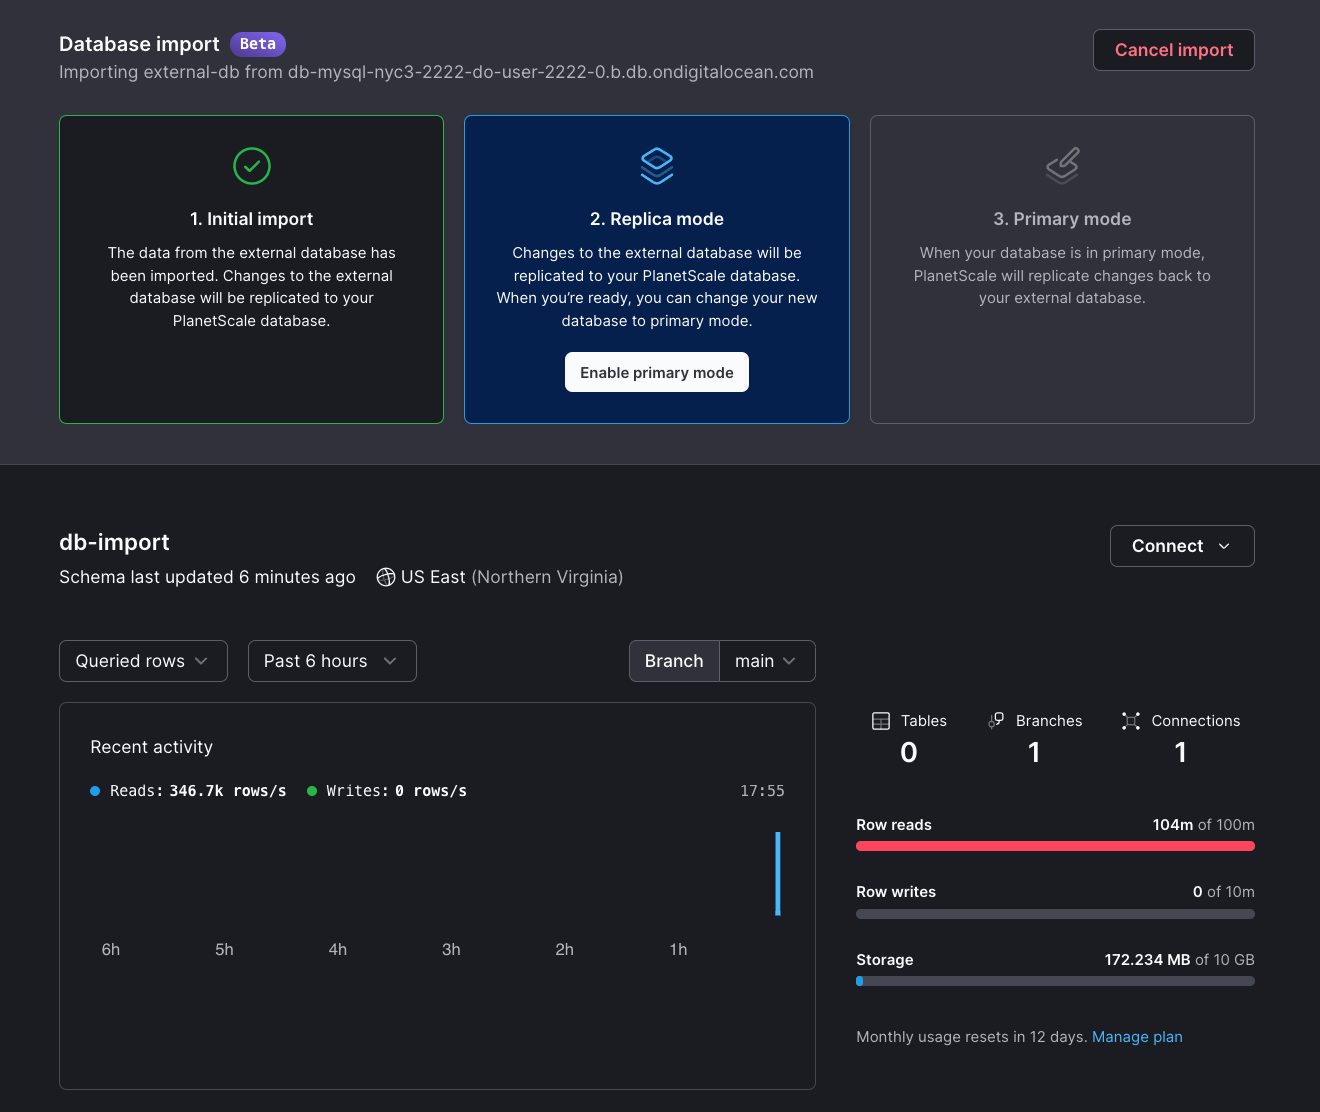 Database import Beta
Importing external-db from db-mysql-nyc3-2222-do-user-2222-0.b.db.ondigitalocean.com
Cancel import
1. Initial import
The data from the external database has
been imported. Changes to the external
database will be replicated to your
PlanetScale database.
2. Replica mode
Changes to the external database will be
replicated to your PlanetScale database.
When you're ready, you can change your new
database to primary mode.
Enable primary mode
3. Primary mode
When your database is in primary mode,
PlanetScale will replicate changes back to
your external database.
db-import
Schema last updated 6 minutes ago US East (Northern Virginia)
Connect
Queried rows Past 6 hours Branch main
Recent activity
Reads: 346.7k rows/s Writes: 0 rows/s 17:55
6h 5h 4h 3h 2h 1h
Tables Branches Connections
0 1 1
Row reads 104m of 100m
Row writes 0 of 10m
Storage 172.234 MB of 10 GB
Monthly usage resets in 12 days. Manage plan